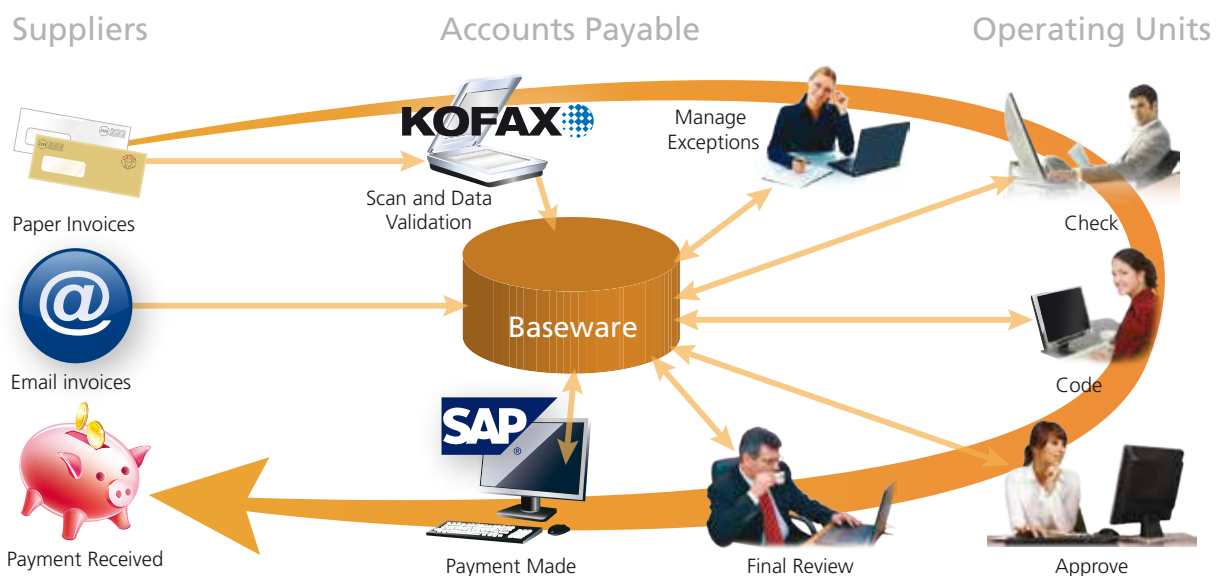 Suppliers
Accounts Payable
Operating Units
KOFAX
Manage
Exceptions
Scan and Data
Validation
Paper Invoices
Check
@
Baseware
Email invoices
Code
SAP
®
Payment Received
Payment Made
Final Review
Approve